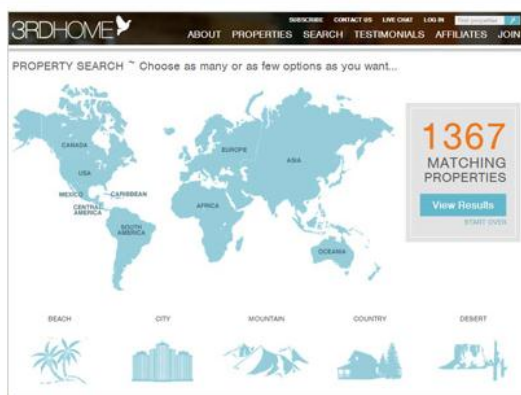 3RDHOME
SUBSCRIBE CONTACT US LIVE CHAT LOG IN Find properties
ABOUT PROPERTIES SEARCH TESTIMONIALS AFFILIATES JOIN
PROPERTY SEARCH ~ Choose as many or as few options as you want...
CANADA
USA
MEXICO
CARIBBEAN
CENTRAL
AMERICA
SOUTH
AMERICA
EUROPE
ASIA
AFRICA
OCEANIA
1367
MATCHING
PROPERTIES
View Results
START OVER
BEACH CITY MOUNTAIN COUNTRY DESERT